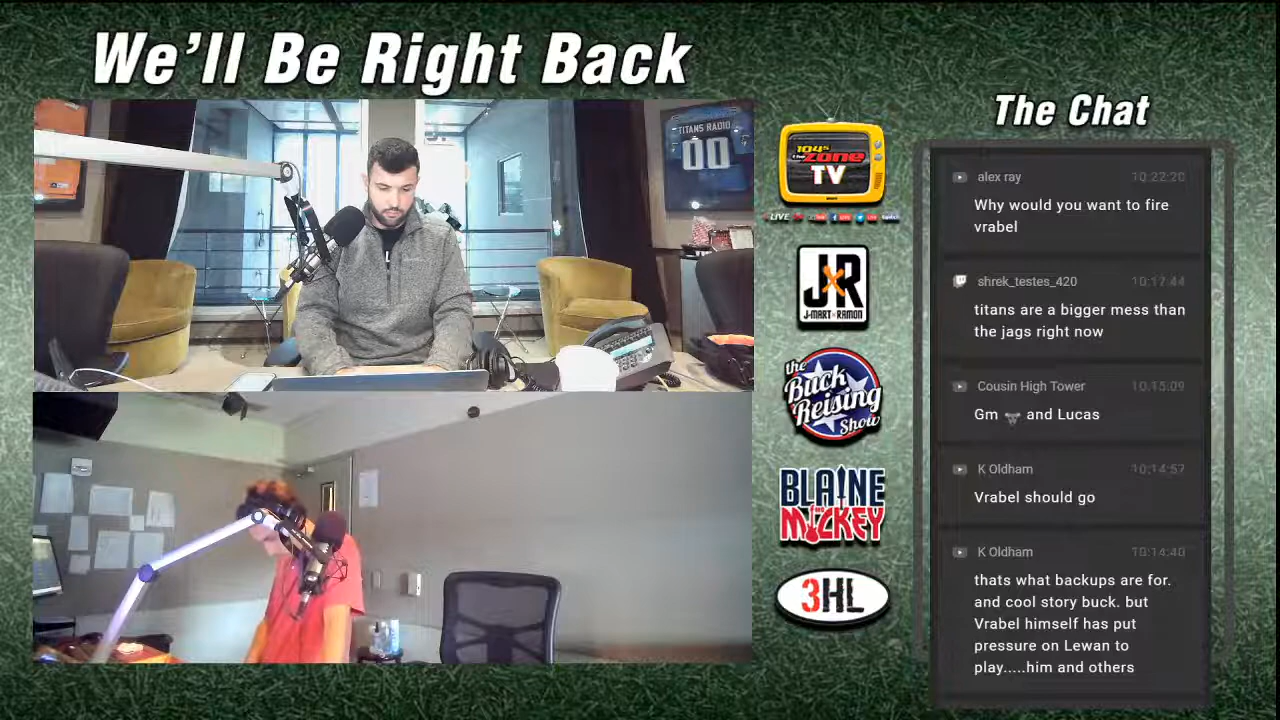 We'll Be Right Back
The Chat
TITANS RADIO
00
104.5
THE ZONE
TV
LIVE
JxR
J-MART x RAMON
the
Buck
Reising
Show
BLAINE
AND
MICKEY
3HL
alex ray 10:22:20
Why would you want to fire
vrabel
shrek_testes_420 10:17:44
titans are a bigger mess than
the jags right now
Cousin High Tower 10:15:09
Gm and Lucas
K Oldham 10:14:57
Vrabel should go
K Oldham 10:14:40
thats what backups are for.
and cool story buck. but
Vrabel himself has put
pressure on Lewan to
play.....him and others